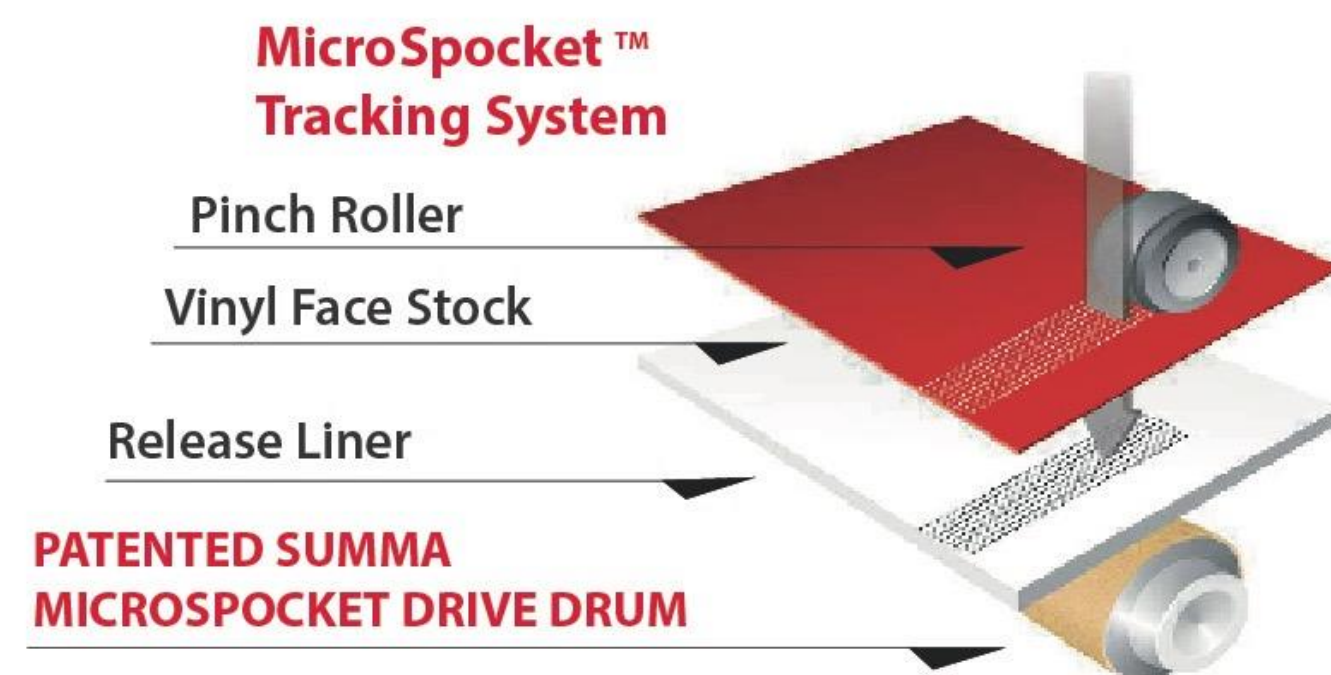 MicroSpocket ™
Tracking System
Pinch Roller
Vinyl Face Stock
Release Liner
PATENTED SUMMA
MICROSPOCKET DRIVE DRUM